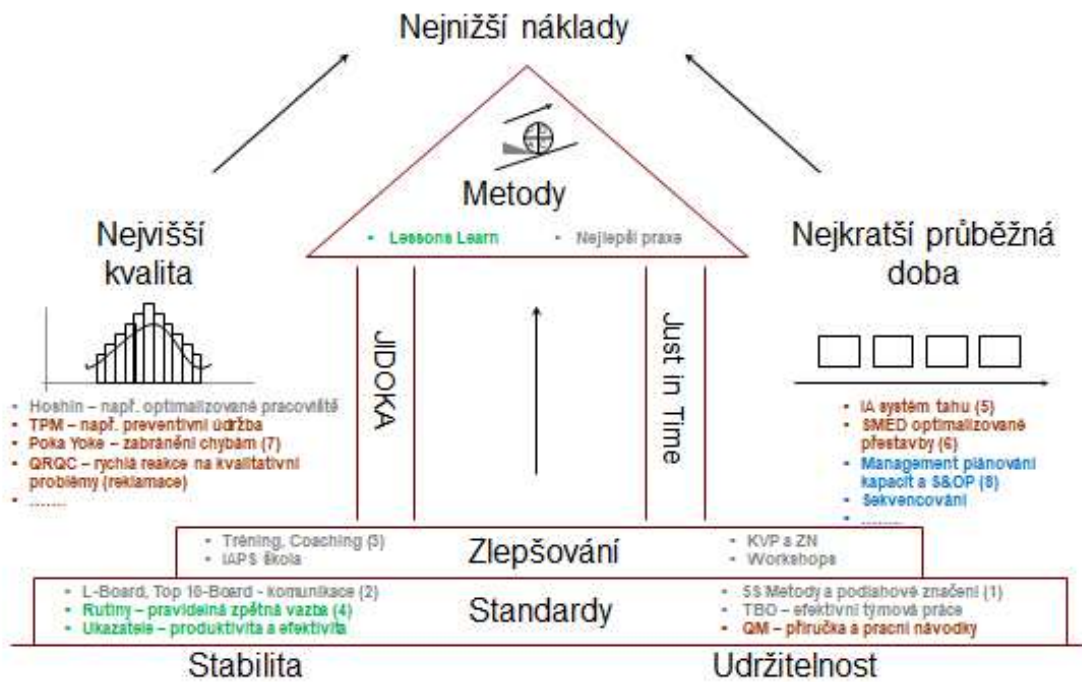 Nejnižší náklady
Metody
• Lessons Learn
• Nejlepší praxe
Nejvišší
kvalita
Nejkratší průběžná
doba
JIDOKA
Just in Time
• Hoshin – např. optimalizované pracoviště
• TPM – např. preventivní údržba
• Poka Yoke – zabránění chybám (7)
• QRQC – rychlá reakce na kvalitativní
problémy (reklamace)
• .......
• IA systém tahu (5)
• SMED optimalizované
přestavby (6)
• Management plánování
kapacit a S&OP (8)
• Sekvencování
• ........
• Tréning, Coaching (3)
• IAPS škola
Zlepšování
• KVP a ZN
• Workshops
• L-Board, Top 10-Board - komunikace (2)
• Rutiny – pravidelná zpětná vazba (4)
• Ukazatele – produktivita a efektivita
Standardy
• 5S Metody a podlahové značení (1)
• TBO – efektivní týmová práce
• QM – příručka a pracní návodky
Stabilita
Udržitelnost